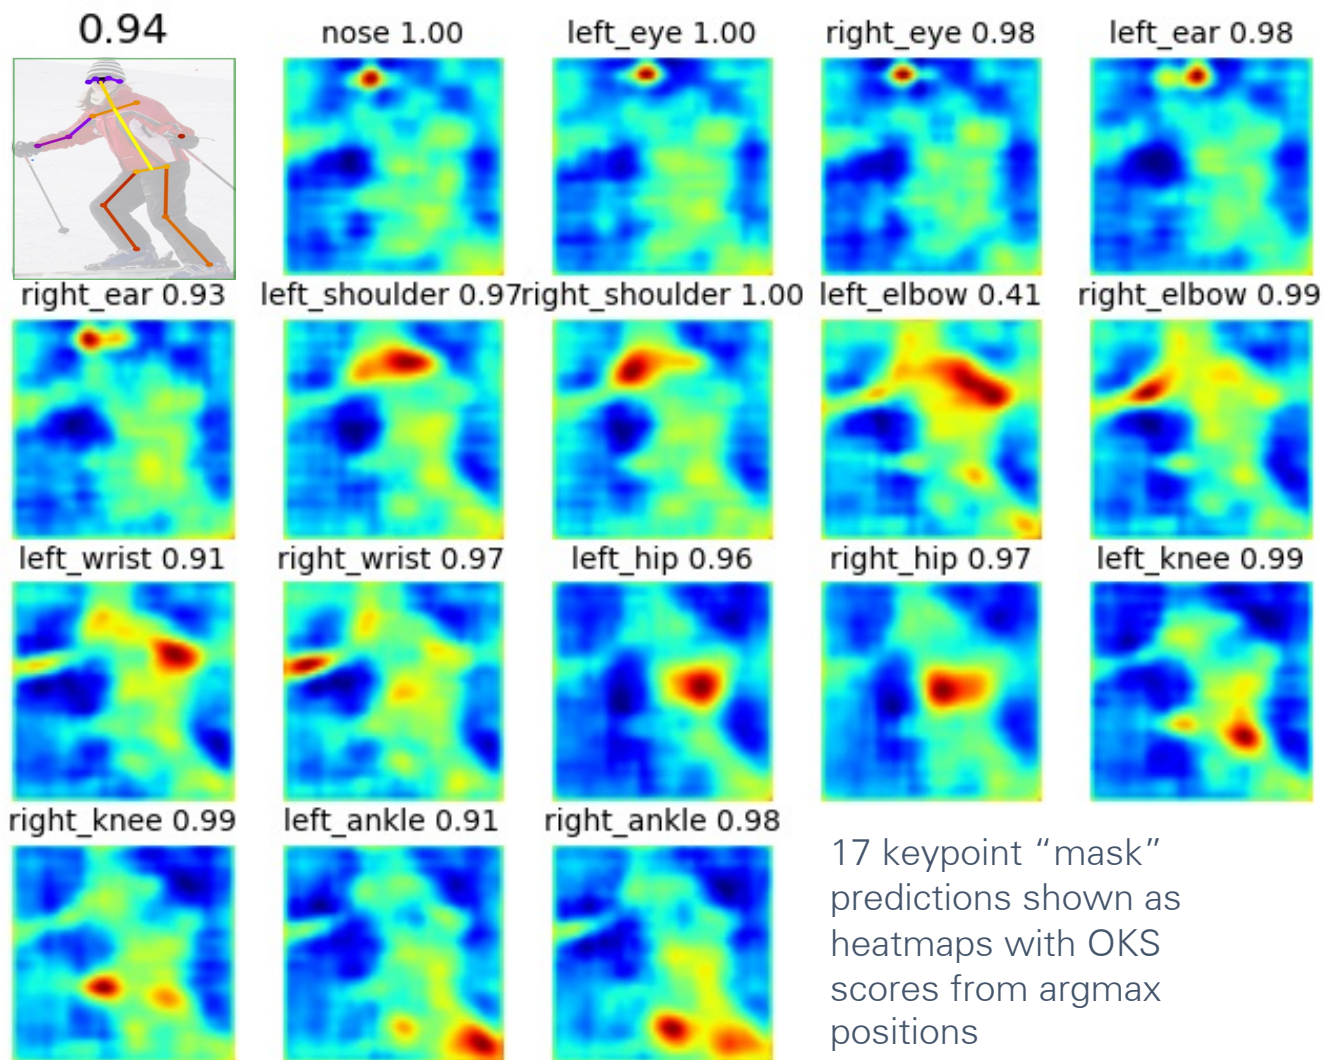 0.94
nose 1.00
left_eye 1.00
right_eye 0.98
left_ear 0.98
right_ear 0.93
left_shoulder 0.97
right_shoulder 1.00
left_elbow 0.41
right_elbow 0.99
left_wrist 0.91
right_wrist 0.97
left_hip 0.96
right_hip 0.97
left_knee 0.99
right_knee 0.99
left_ankle 0.91
right_ankle 0.98
17 keypoint “mask”
predictions shown as
heatmaps with OKS
scores from argmax
positions